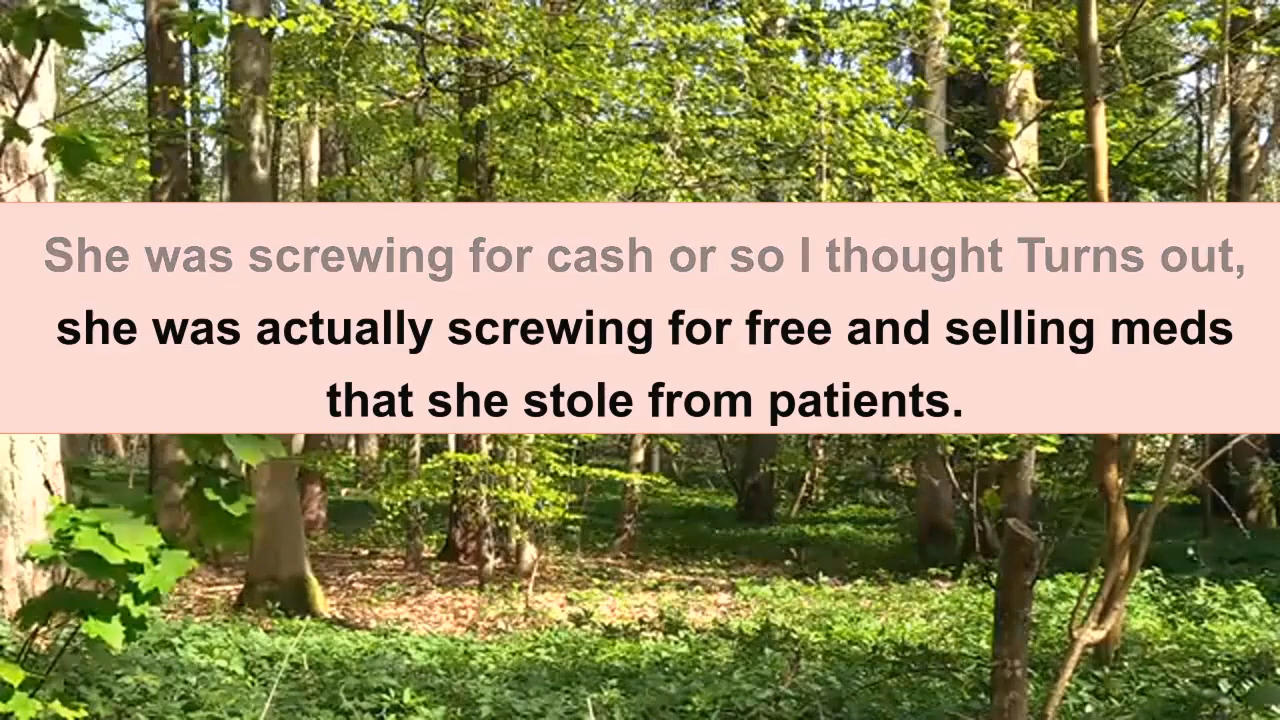 She was screwing for cash or so I thought Turns out,
she was actually screwing for free and selling meds
that she stole from patients.